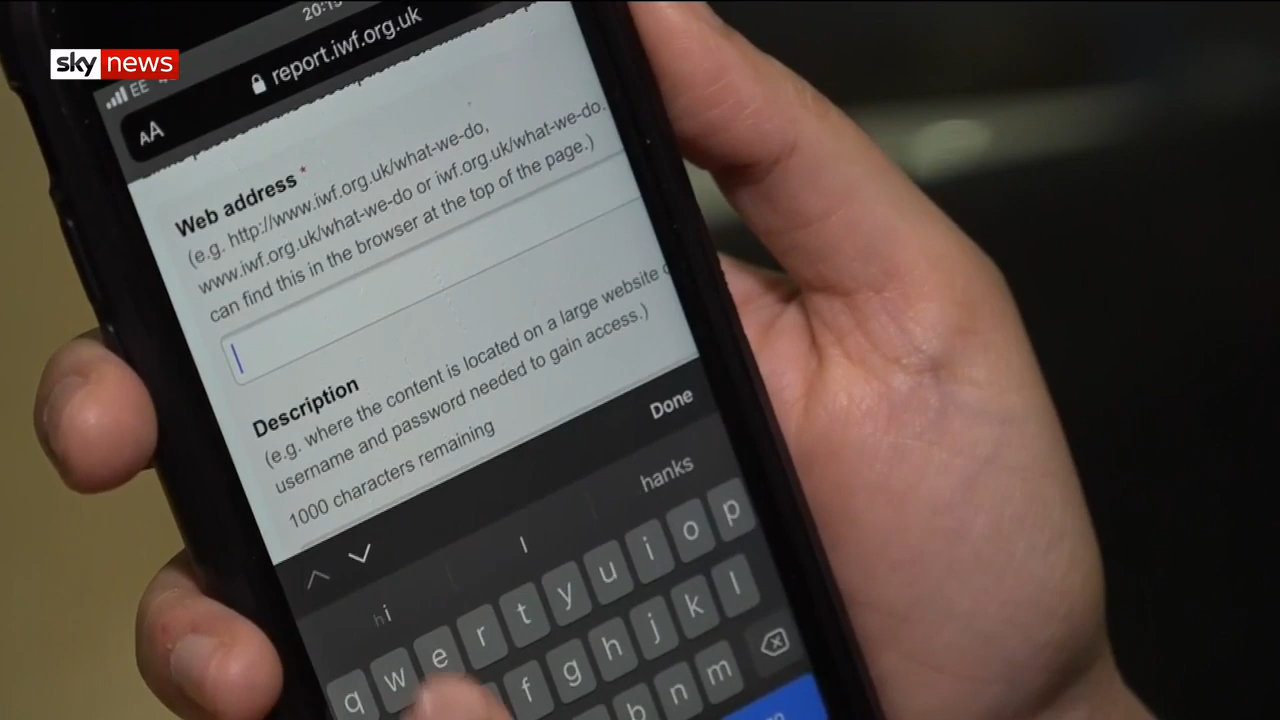 sky news
20:15
EE
AA report.iwf.org.uk
Web address *
(e.g. http://www.iwf.org.uk/what-we-do,
www.iwf.org.uk/what-we-do or iwf.org.uk/what-we-do.
can find this in the browser at the top of the page.)
Description
(e.g. where the content is located on a large website
username and password needed to gain access.)
1000 characters remaining
Done
hi I hanks
q w e r t y u i o p
f g h j k l
b n m